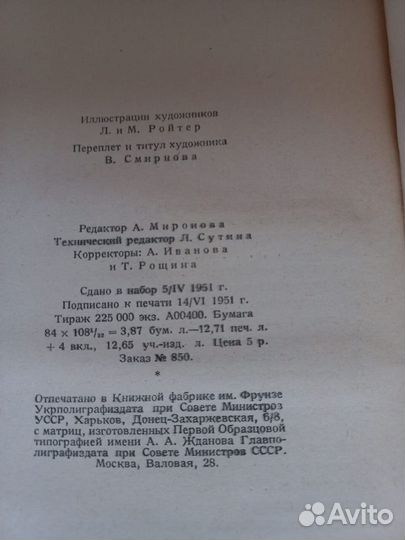 Иллюстрации художников
Л. и М. Ройтер
Переплет и титул художника
В. Смирнова
Редактор А. Миронова
Технический редактор Л. Сутина
Корректоры: А. Иванова
и Т. Рощина
Сдано в набор 5/IV 1951 г.
Подписано к печати 14/VI 1951 г.
Тираж 225 000 экз. А00400. Бумага
84 × 108¹/₃₂ = 3,87 бум. л.—12,71 печ. л.
+ 4 вкл., 12,65 уч.-изд. л. Цена 5 р.
Заказ № 850.
*
Отпечатано в Книжной фабрике им. Фрунзе
Укрполиграфиздата при Совете Министров
УССР, Харьков, Донец-Захаржевская, 6/8,
с матриц, изготовленных Первой Образцовой
типографией имени А. А. Жданова Главпо-
лиграфиздата при Совете Министров СССР.
Москва, Валовая, 28.
Avito